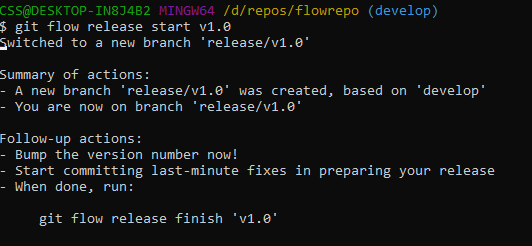 CSS@DESKTOP-IN8J4B2 MINGW64 /d/repos/flowrepo (develop)
$ git flow release start v1.0
Switched to a new branch 'release/v1.0'
Summary of actions:
- A new branch 'release/v1.0' was created, based on 'develop'
- You are now on branch 'release/v1.0'
Follow-up actions:
- Bump the version number now!
- Start committing last-minute fixes in preparing your release
- When done, run:
git flow release finish 'v1.0'